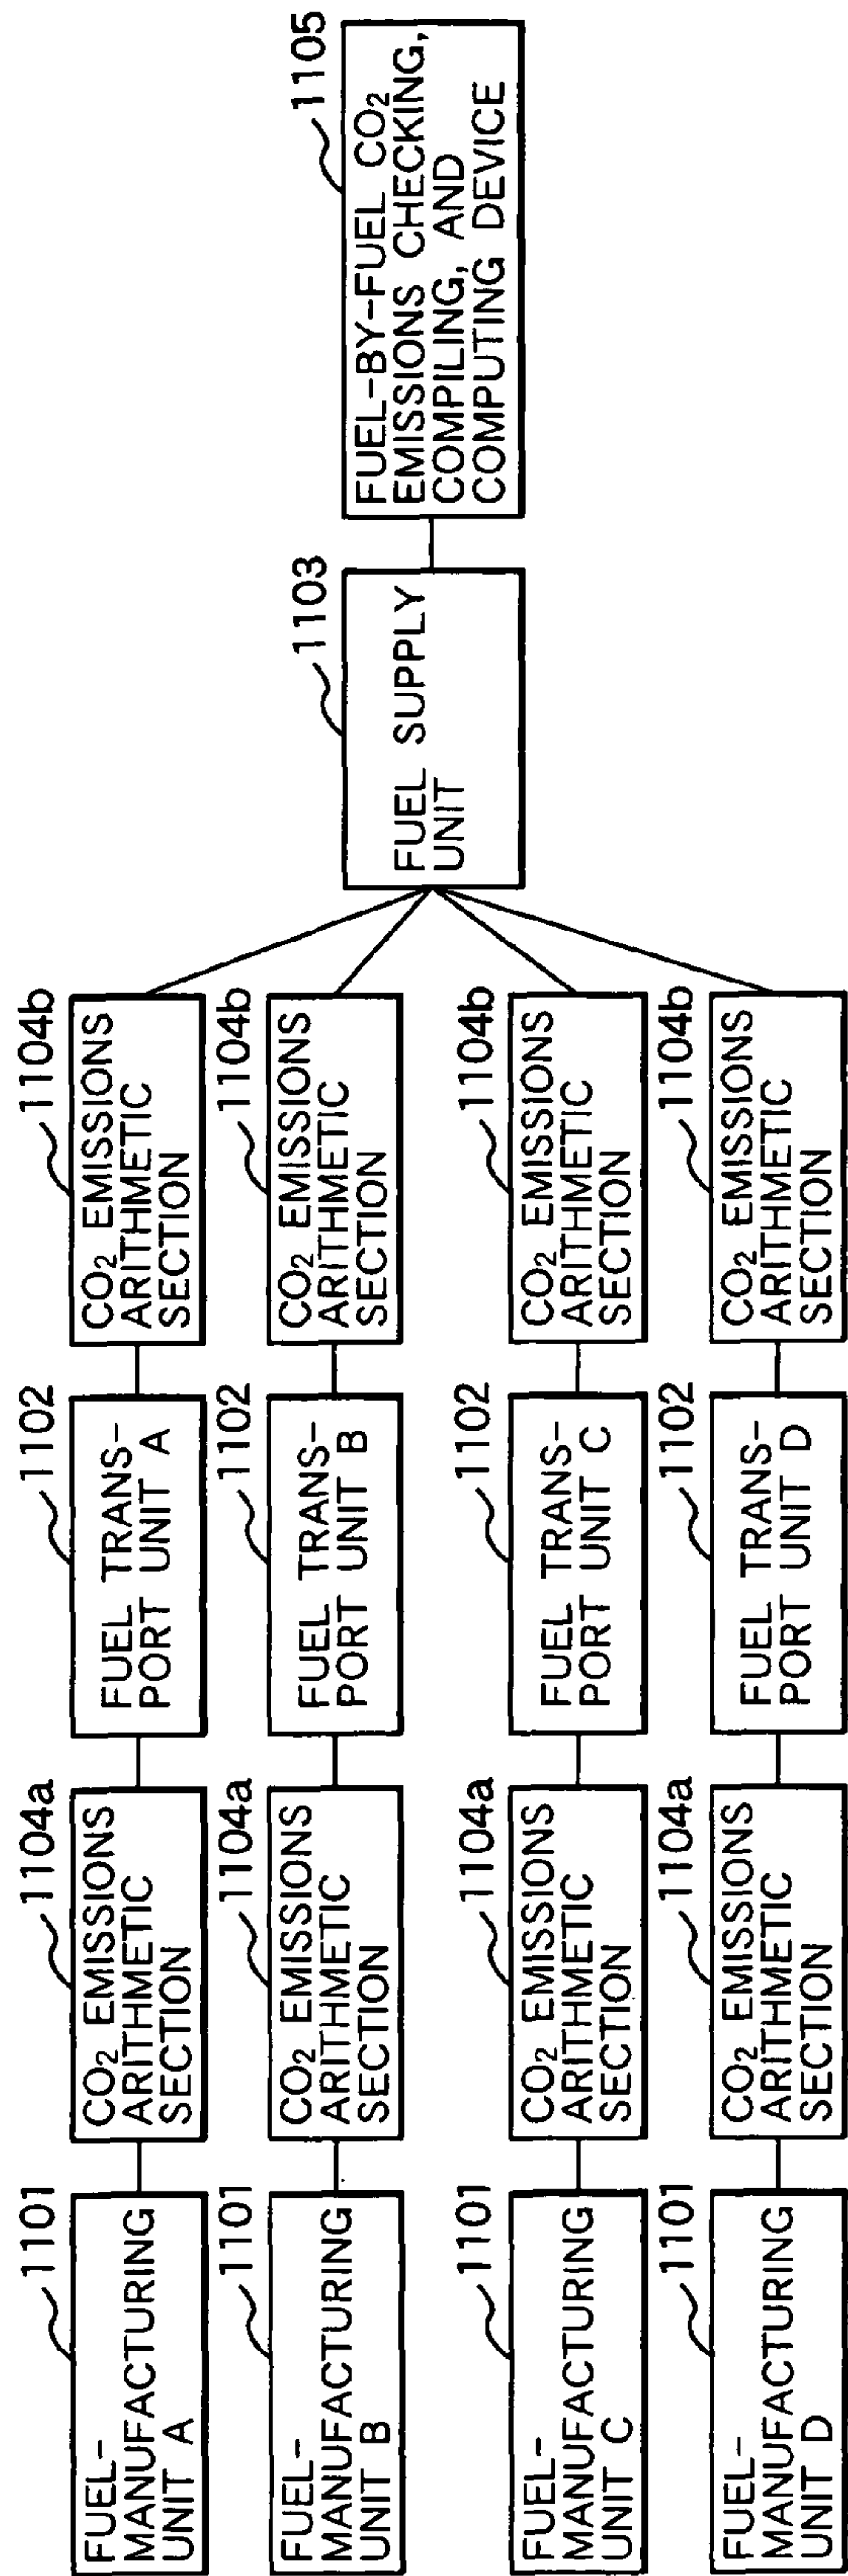 1101
FUEL-
MANUFACTURING
UNIT A
1104a
CO₂ EMISSIONS
ARITHMETIC
SECTION
1102
FUEL TRANS-
PORT UNIT A
1104b
CO₂ EMISSIONS
ARITHMETIC
SECTION
1101
FUEL-
MANUFACTURING
UNIT B
1104a
CO₂ EMISSIONS
ARITHMETIC
SECTION
1102
FUEL TRANS-
PORT UNIT B
1104b
CO₂ EMISSIONS
ARITHMETIC
SECTION
1101
FUEL-
MANUFACTURING
UNIT C
1104a
CO₂ EMISSIONS
ARITHMETIC
SECTION
1102
FUEL TRANS-
PORT UNIT C
1104b
CO₂ EMISSIONS
ARITHMETIC
SECTION
1101
FUEL-
MANUFACTURING
UNIT D
1104a
CO₂ EMISSIONS
ARITHMETIC
SECTION
1102
FUEL TRANS-
PORT UNIT D
1104b
CO₂ EMISSIONS
ARITHMETIC
SECTION
1103
FUEL SUPPLY
UNIT
1105
FUEL-BY-FUEL CO₂
EMISSIONS CHECKING,
COMPILING, AND
COMPUTING DEVICE